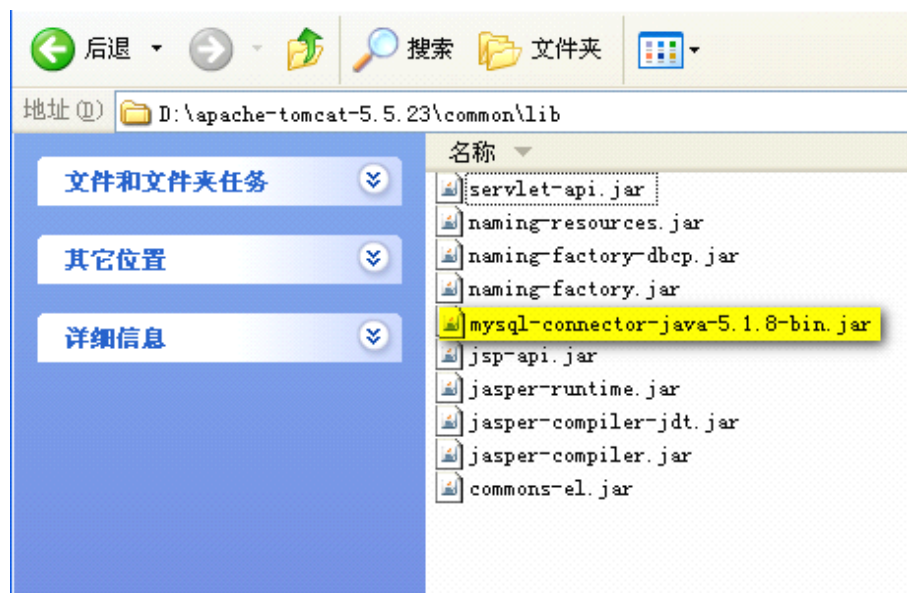 后退 搜索 文件夹
地址(D) D:\apache-tomcat-5.5.23\common\lib
文件和文件夹任务
其它位置
详细信息
名称
servlet-api.jar
naming-resources.jar
naming-factory-dbcp.jar
naming-factory.jar
mysql-connector-java-5.1.8-bin.jar
jsp-api.jar
jasper-runtime.jar
jasper-compiler-jdt.jar
jasper-compiler.jar
commons-el.jar